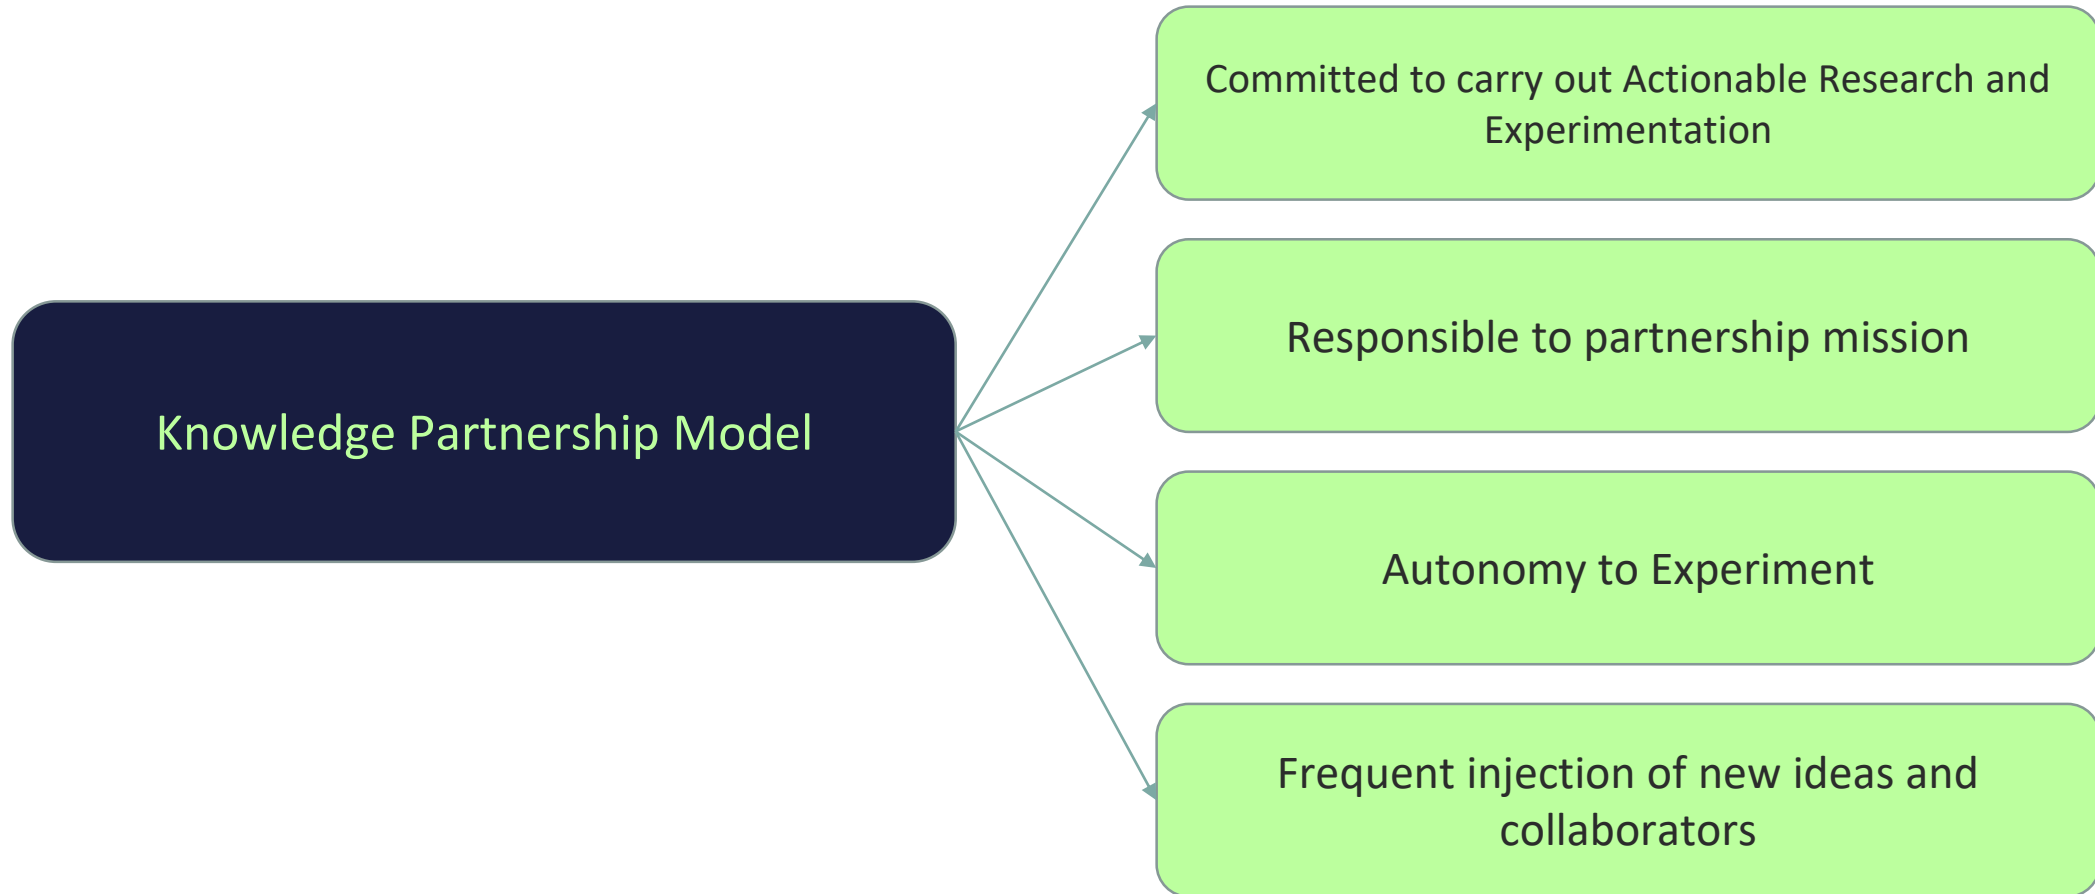 Committed to carry out Actionable Research and
Experimentation
Responsible to partnership mission
Knowledge Partnership Model
Autonomy to Experiment
Frequent injection of new ideas and
collaborators